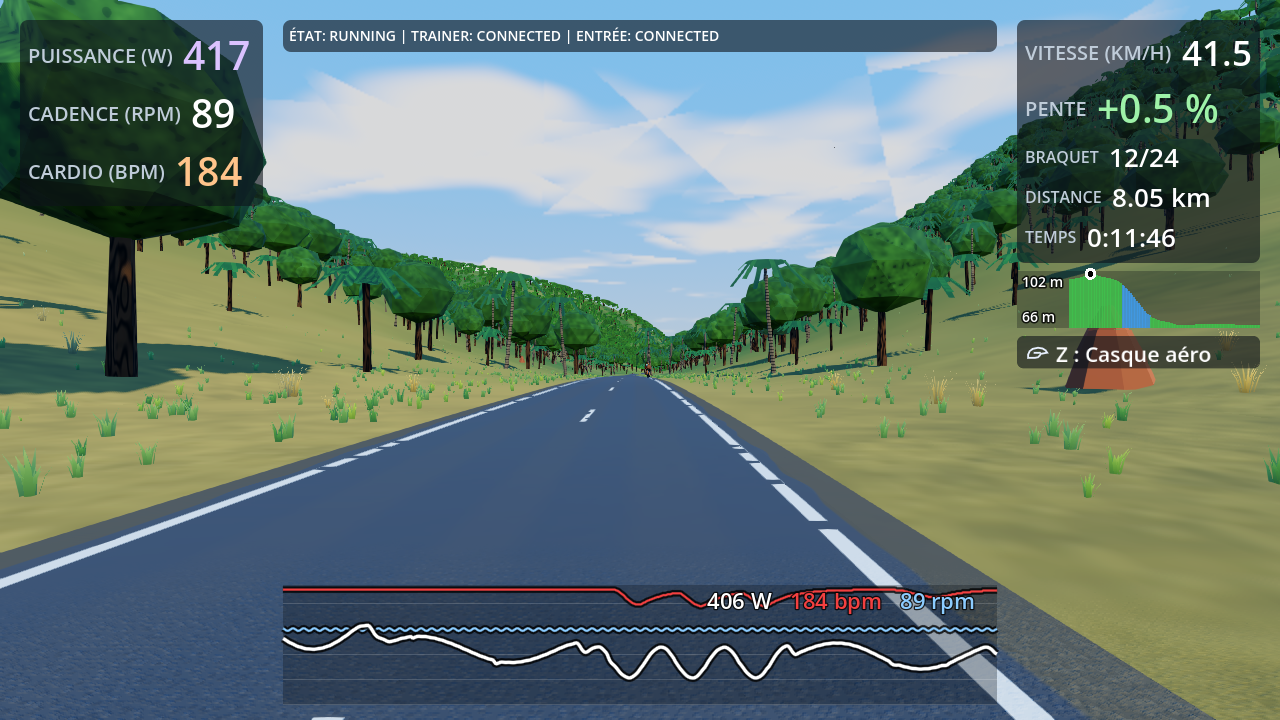 PUISSANCE (W) 417
CADENCE (RPM) 89
CARDIO (BPM) 184
ÉTAT: RUNNING | TRAINER: CONNECTED | ENTRÉE: CONNECTED
VITESSE (KM/H) 41.5
PENTE +0.5 %
BRAQUET 12/24
DISTANCE 8.05 km
TEMPS 0:11:46
102 m
66 m
Z : Casque aéro
406 W 184 bpm 89 rpm